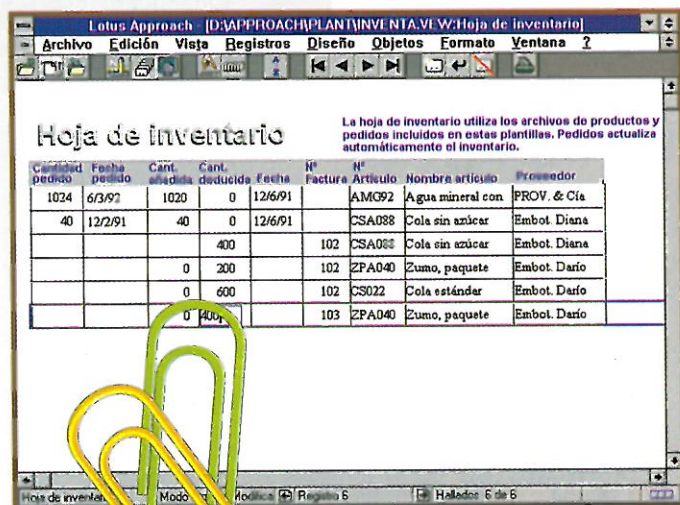 Lotus Approach - [D:\APPROACH\PLANT\INVENTA.VEW:Hoja de inventario]
Archivo Edición Vista Registros Diseño Objetos Formato Ventana ?
Hoja de inventario
La hoja de inventario utiliza los archivos de productos y
pedidos incluidos en estas plantillas. Pedidos actualiza
automáticamente el inventario.
Cantidad pedido Fecha pedido Cant. añadida Cant. deducida Fecha Nº Factura Nº Artículo Nombre artículo Proveedor
1024 6/3/92 1020 0 12/6/91 AMG92 Agua mineral con PROV. & Cía
40 12/2/91 40 0 12/6/91 CSA088 Cola sin azúcar Embot. Diana
400 102 CSA088 Cola sin azúcar Embot. Diana
0 200 102 ZPA040 Zumo, paquete Embot. Darío
0 600 102 CS022 Cola estándar Embot. Darío
0 400 103 ZPA040 Zumo, paquete Embot. Darío
Hoja de inventa Modo Modifica Registro 6 Hallados 6 de 6